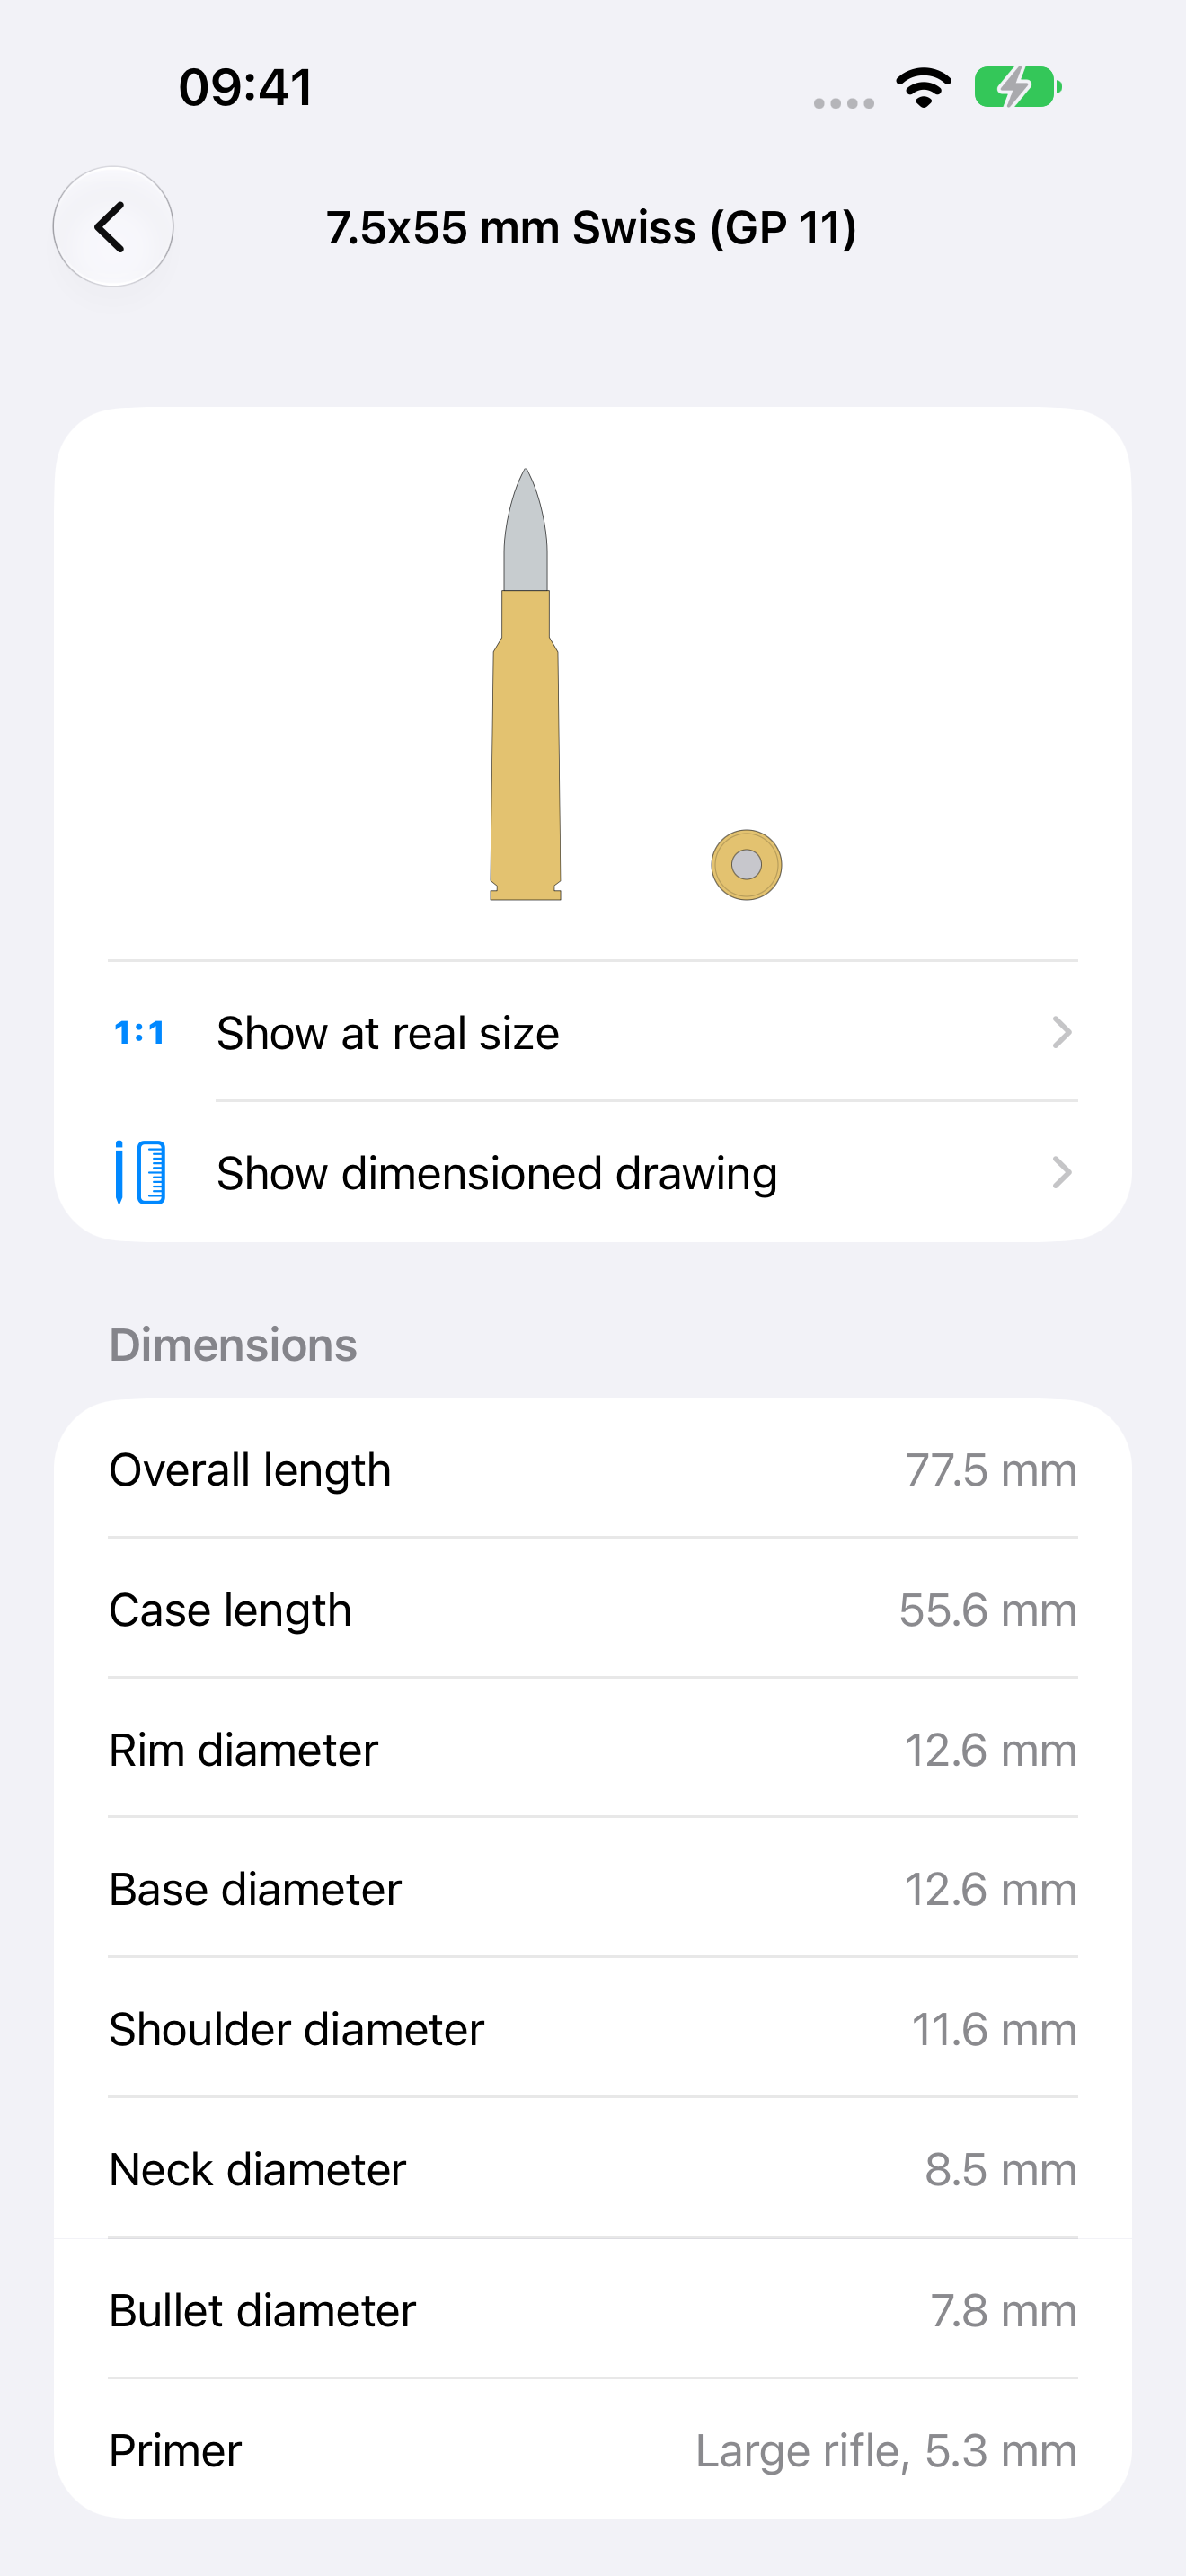 09:41
7.5x55 mm Swiss (GP 11)
1:1 Show at real size
Show dimensioned drawing
Dimensions
Overall length 77.5 mm
Case length 55.6 mm
Rim diameter 12.6 mm
Base diameter 12.6 mm
Shoulder diameter 11.6 mm
Neck diameter 8.5 mm
Bullet diameter 7.8 mm
Primer Large rifle, 5.3 mm